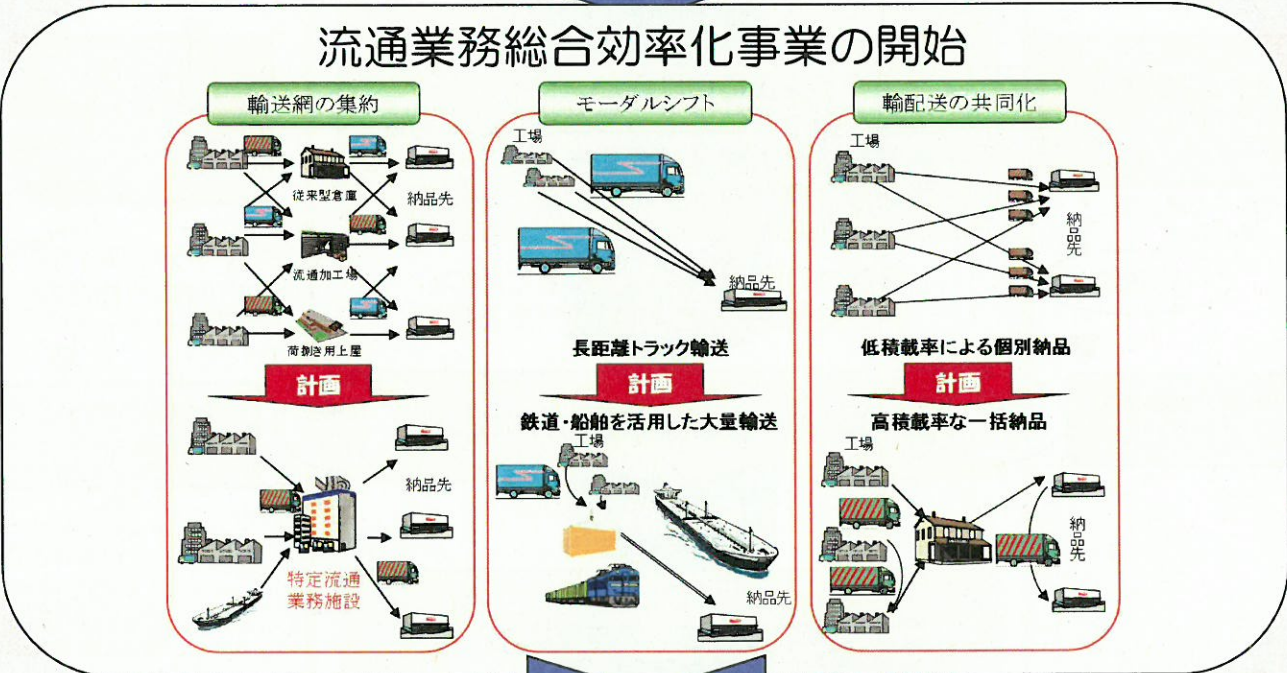 流通業務総合効率化事業の開始
輸送網の集約
従来型倉庫
納品先
流通加工場
荷捌き用上屋
計画
納品先
特定流通
業務施設
モーダルシフト
工場
納品先
長距離トラック輸送
計画
鉄道・船舶を活用した大量輸送
工場
納品先
輸配送の共同化
工場
納品先
低積載率による個別納品
計画
高積載率な一括納品
工場
納品先